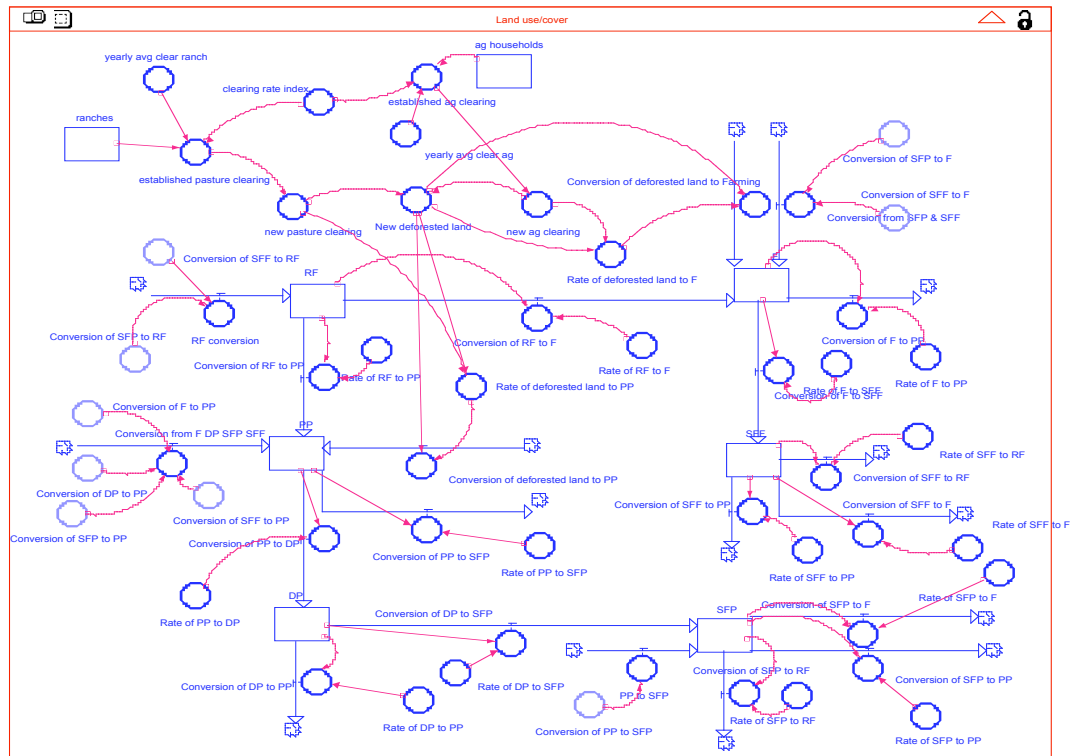 Land use/cover
ag households
yearly avg clear ranch
clearing rate index
established ag clearing
ranches
yearly avg clear ag
Conversion of SFP to F
established pasture clearing
Conversion of deforested land to Farming
Conversion of SFF to F
Conversion from SFP & SFF
new pasture clearing
New deforested land
new ag clearing
Conversion of SFF to RF
RF
Rate of deforested land to F
Conversion of SFP to RF
RF conversion
Conversion of RF to F
Conversion of F to PP
Conversion of RF to PP
Rate of RF to PP
Rate of RF to F
Rate of F to PP
Rate of deforested land to PP
Rate of F to SFF
Conversion of F to SFF
Conversion of F to PP
PP
Conversion from F DP SFP SFF
SFF
Rate of SFF to RF
Conversion of deforested land to PP
Conversion of SFF to RF
Conversion of DP to PP
Conversion of SFF to PP
Conversion of SFF to F
Conversion of SFF to PP
Conversion of SFP to PP
Rate of SFF to F
Conversion of PP to DP
Conversion of PP to SFP
Rate of PP to SFP
Rate of SFF to PP
DP
Rate of SFP to F
Rate of PP to DP
Conversion of DP to SFP
SFP
Conversion of SFP to F
Conversion of SFP to RF
Conversion of DP to PP
Rate of DP to SFP
PP to SFP
Conversion of SFP to PP
Rate of DP to PP
Conversion of PP to SFP
Rate of SFP to RF
Rate of SFP to PP